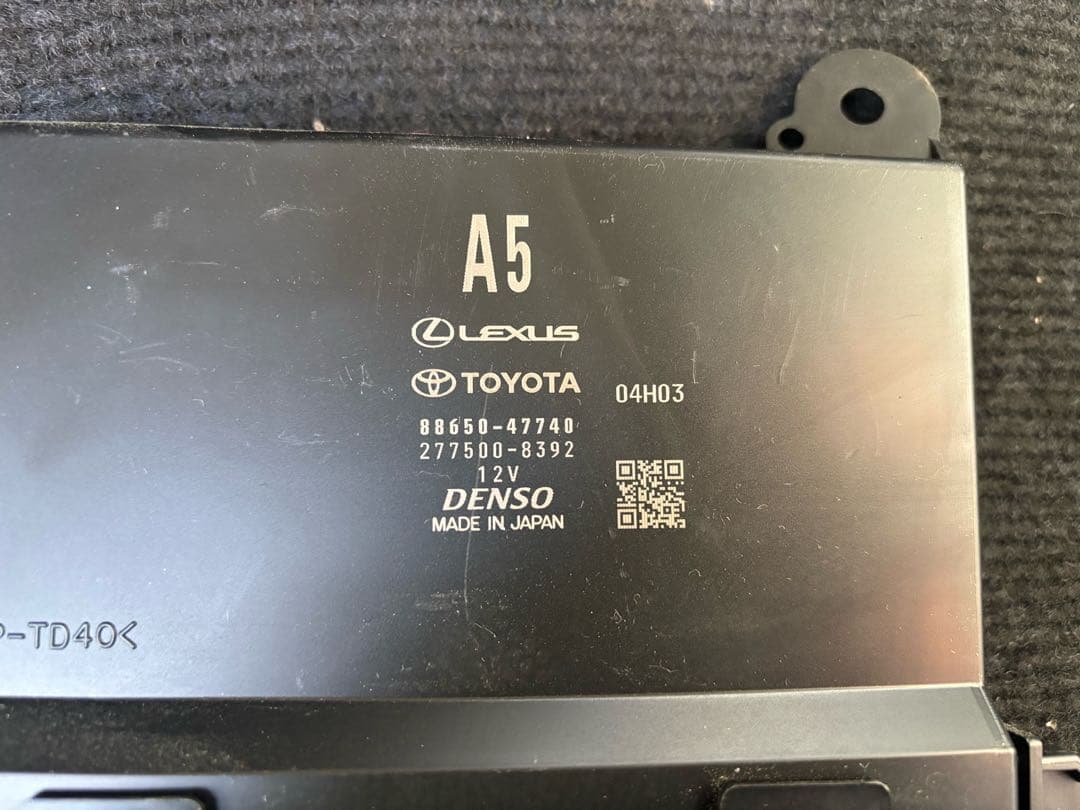 A5
LEXUS
TOYOTA
04H03
88650-47740
277500-8392
12V
DENSO
MADE IN JAPAN
-TD40<